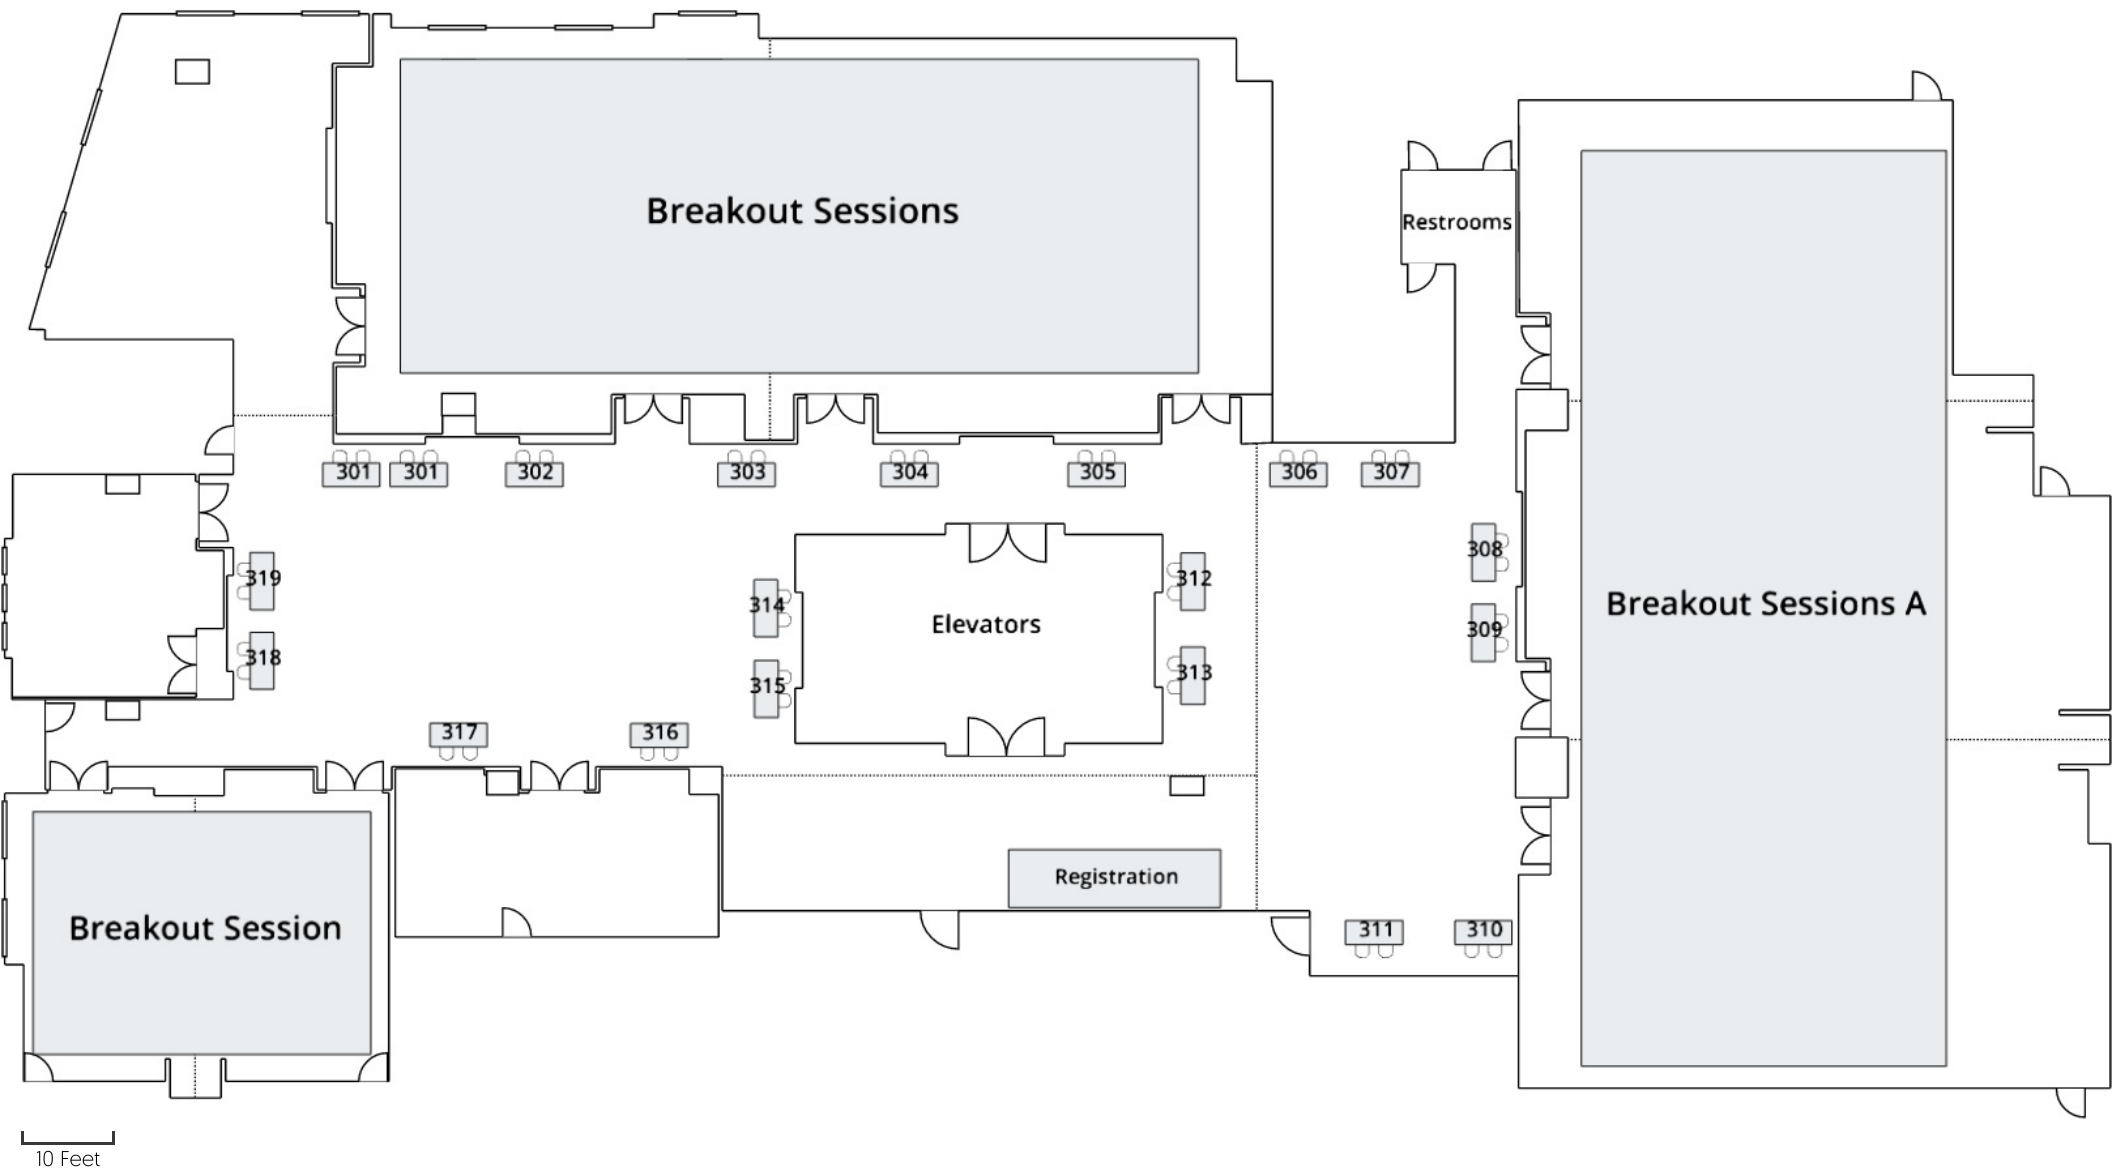 Breakout Sessions
Restrooms
301
301
302
303
304
305
306
307
308
319
312
314
Breakout Sessions A
Elevators
309
318
313
315
317
316
Registration
Breakout Session
311
310
10 Feet